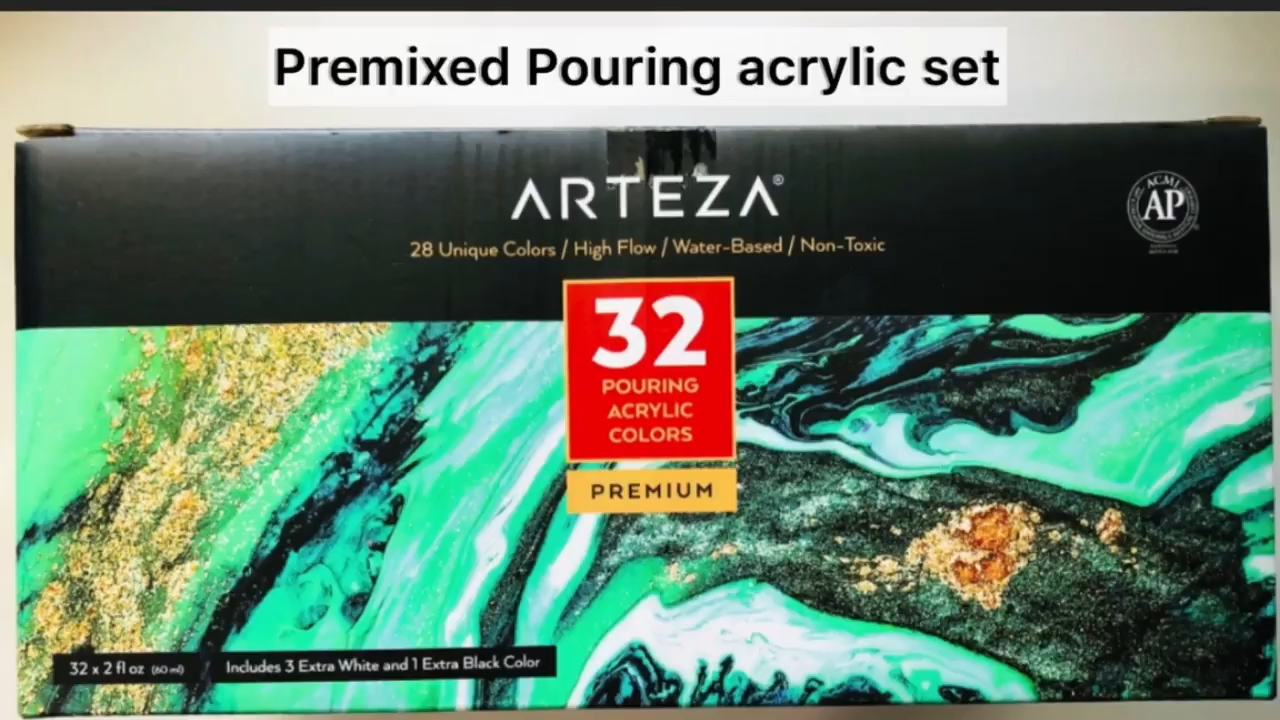 Premixed Pouring acrylic set
ARTEZA®
28 Unique Colors / High Flow / Water-Based / Non-Toxic
ACMI
AP
32
POURING
ACRYLIC
COLORS
PREMIUM
32 x 2 fl oz (60 ml)
Includes 3 Extra White and 1 Extra Black Color